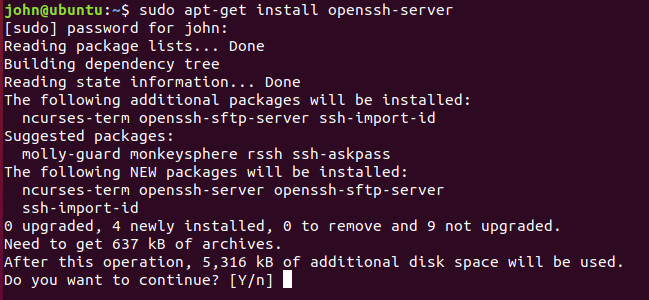 john@ubuntu:~$ sudo apt-get install openssh-server
[sudo] password for john:
Reading package lists... Done
Building dependency tree
Reading state information... Done
The following additional packages will be installed:
  ncurses-term openssh-sftp-server ssh-import-id
Suggested packages:
  molly-guard monkeysphere rssh ssh-askpass
The following NEW packages will be installed:
  ncurses-term openssh-server openssh-sftp-server
  ssh-import-id
0 upgraded, 4 newly installed, 0 to remove and 9 not upgraded.
Need to get 637 kB of archives.
After this operation, 5,316 kB of additional disk space will be used.
Do you want to continue? [Y/n]